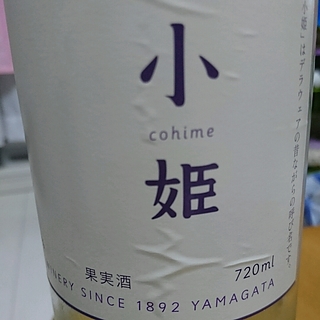 小
cohime
姫
小姫」はデラウェアの昔ながらの呼び名です。
果実酒
720ml
WINERY SINCE 1892 YAMAGATA